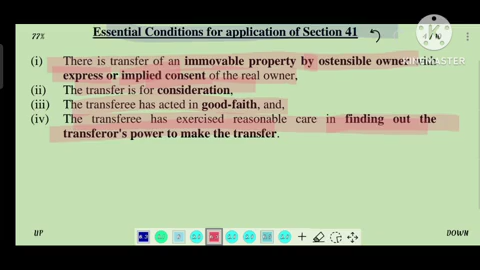 77%
Essential Conditions for application of Section 41
(i) There is transfer of an immovable property by ostensible owner with
express or implied consent of the real owner,
(ii) The transfer is for consideration,
(iii) The transferee has acted in good-faith, and,
(iv) The transferee has exercised reasonable care in finding out the
transferor's power to make the transfer.
UP
DOWN